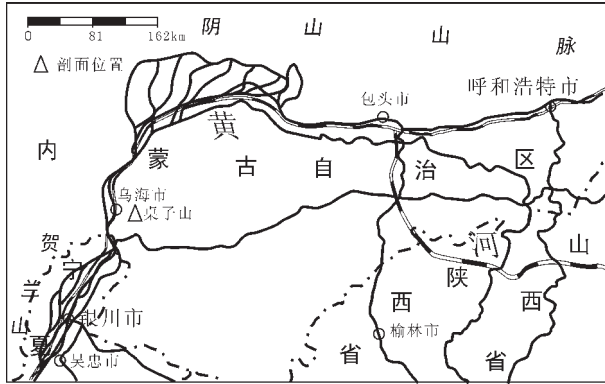 阴 山 山 脉
0 81 162km
△ 剖面位置
包头市
呼和浩特市
黄
内 蒙 古 自 治 区
乌海市
△桌子山
贺 兰 山
宁 夏
河
山 西 省
陕 西 省
银川市
榆林市
吴忠市